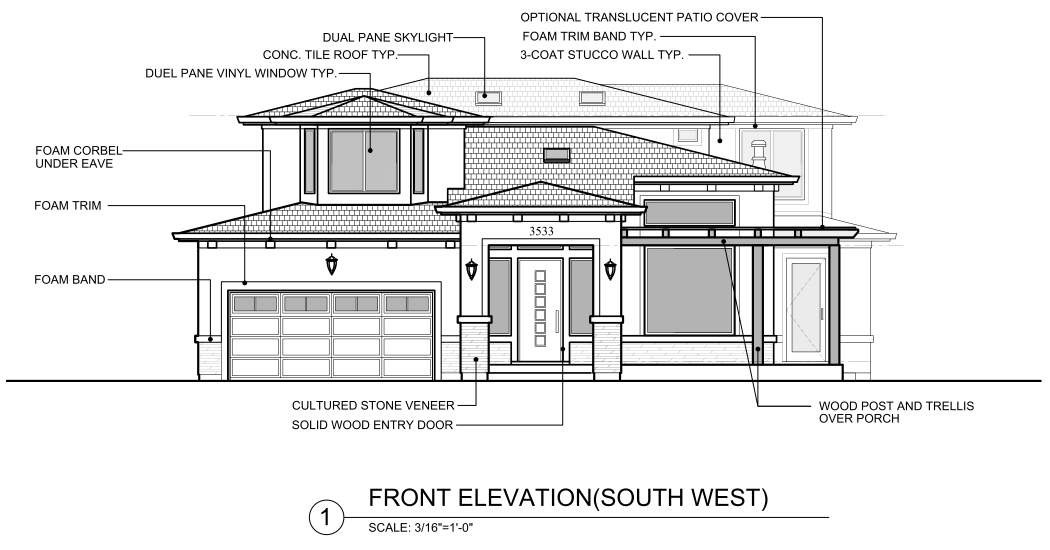 OPTIONAL TRANSLUCENT PATIO COVER
DUAL PANE SKYLIGHT
FOAM TRIM BAND TYP.
CONC. TILE ROOF TYP.
3-COAT STUCCO WALL TYP.
DUEL PANE VINYL WINDOW TYP.
FOAM CORBEL
UNDER EAVE
FOAM TRIM
3533
FOAM BAND
CULTURED STONE VENEER
SOLID WOOD ENTRY DOOR
WOOD POST AND TRELLIS
OVER PORCH
1
FRONT ELEVATION(SOUTH WEST)
SCALE: 3/16"=1'-0"